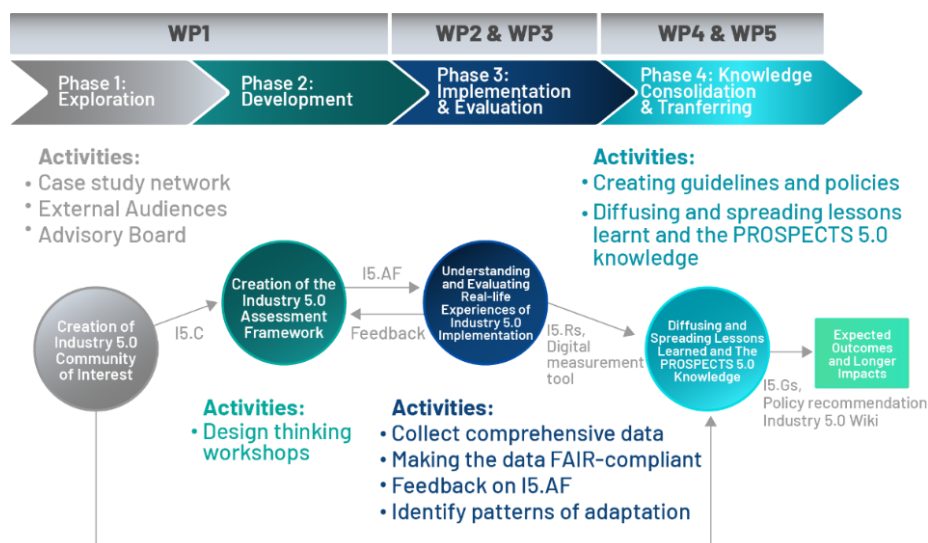 WP1
WP2 & WP3
WP4 & WP5
Phase 1:
Exploration
Phase 2:
Development
Phase 3:
Implementation
& Evaluation
Phase 4: Knowledge
Consolidation
& Tranferring
Activities:
• Case study network
• External Audiences
• Advisory Board
Activities:
• Creating guidelines and policies
• Diffusing and spreading lessons
learnt and the PROSPECTS 5.0
knowledge
Creation of
Industry 5.0
Community
of Interest
I5.C
Creation of the
Industry 5.0
Assessment
Framework
I5.AF
Feedback
Understanding
and Evaluating
Real-life
Experiences of
Industry 5.0
Implementation
I5.Rs,
Digital
measurement
tool
Diffusing and
Spreading Lessons
Learned and The
PROSPECTS 5.0
Knowledge
I5.Gs,
Policy recommendation
Industry 5.0 Wiki
Expected
Outcomes
and Longer
Impacts
Activities:
• Design thinking
workshops
Activities:
• Collect comprehensive data
• Making the data FAIR-compliant
• Feedback on I5.AF
• Identify patterns of adaptation